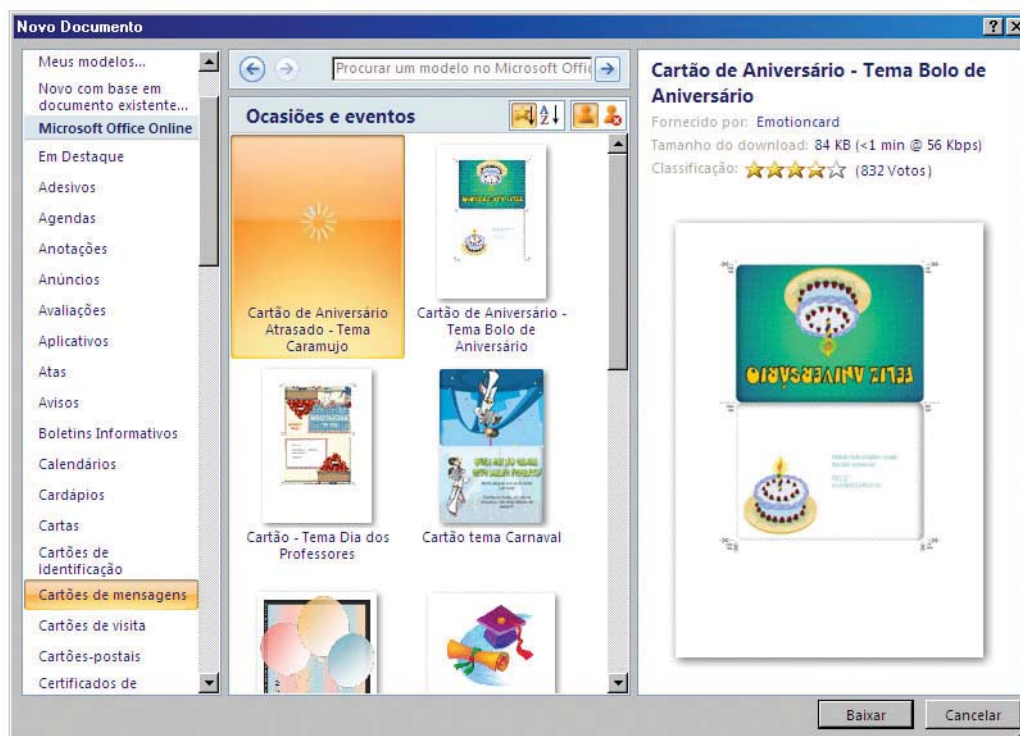 Novo Documento
Meus modelos...
Novo com base em
documento existente...
Microsoft Office Online
Em Destaque
Adesivos
Agendas
Anotações
Anúncios
Avaliações
Aplicativos
Atas
Avisos
Boletins Informativos
Calendários
Cardápios
Cartas
Cartões de
identificação
Cartões de mensagens
Cartões de visita
Cartões-postais
Certificados de
Procurar um modelo no Microsoft Offic
Ocasiões e eventos
Cartão de Aniversário
Atrasado - Tema
Caramujo
Cartão de Aniversário -
Tema Bolo de
Aniversário
Cartão - Tema Dia dos
Professores
Cartão tema Carnaval
Cartão de Aniversário - Tema Bolo de
Aniversário
Fornecido por: Emotioncard
Tamanho do download: 84 KB (<1 min @ 56 Kbps)
Classificação: (832 Votos)
FELIZ ANIVERSÁRIO
Baixar
Cancelar